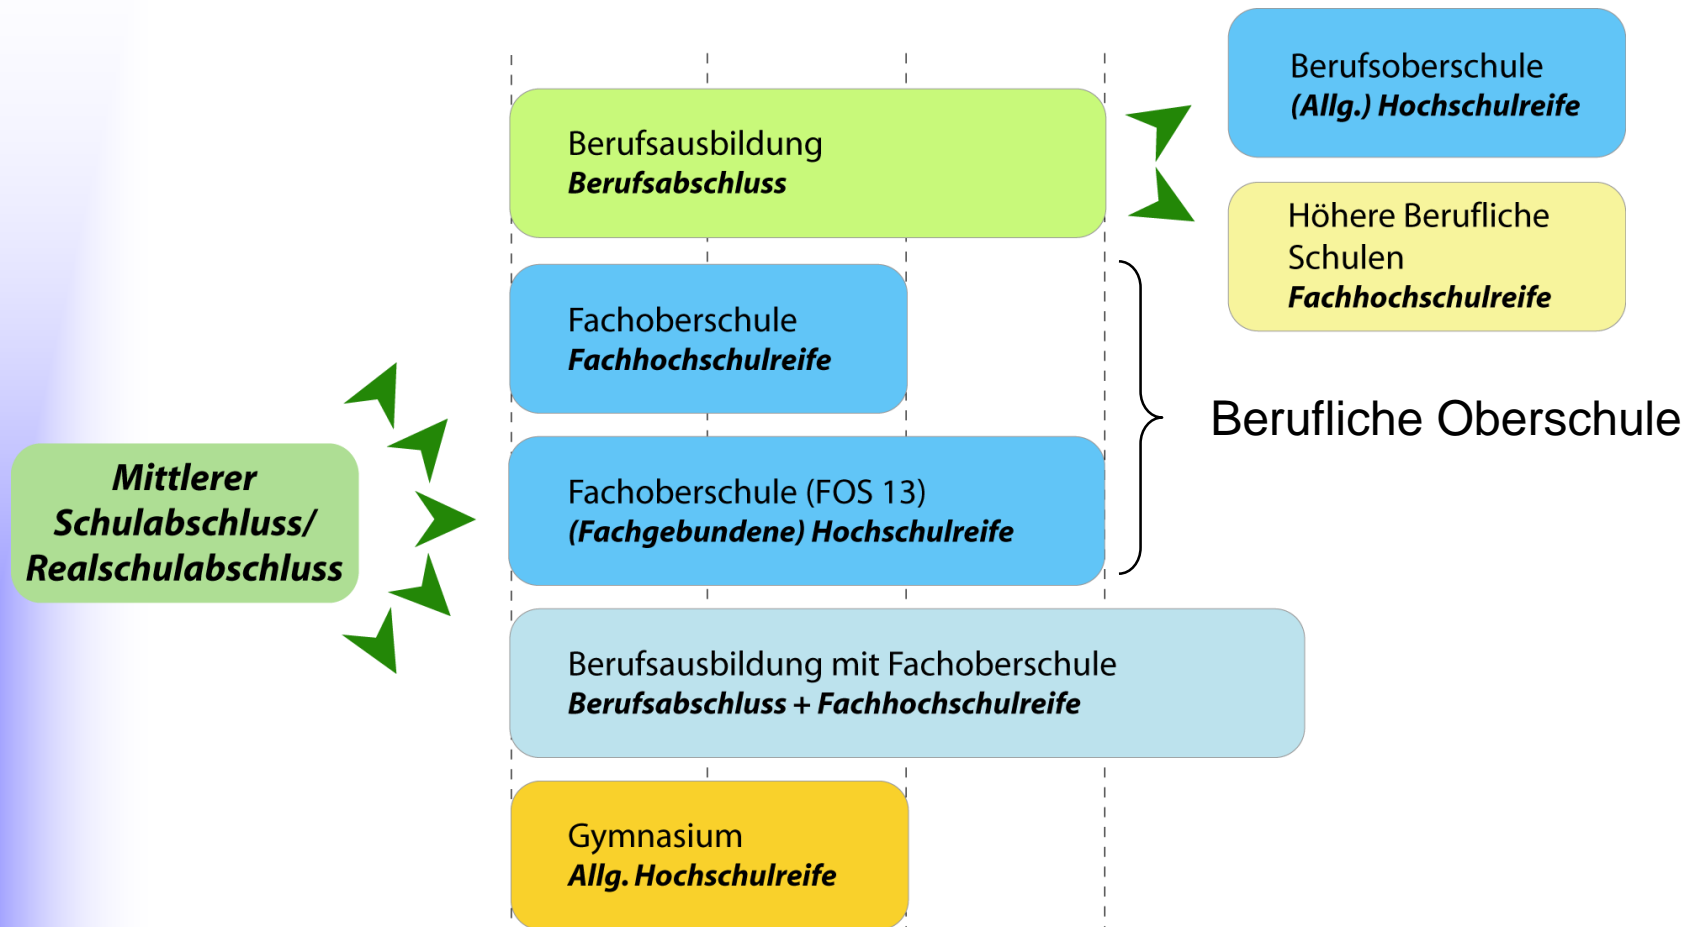 Mittlerer
Schulabschluss/
Realschulabschluss
Berufsausbildung
Berufsabschluss
Fachoberschule
Fachhochschulreife
Fachoberschule (FOS 13)
(Fachgebundene) Hochschulreife
Berufsausbildung mit Fachoberschule
Berufsabschluss + Fachhochschulreife
Gymnasium
Allg. Hochschulreife
Berufsoberschule
(Allg.) Hochschulreife
Höhere Berufliche
Schulen
Fachhochschulreife
Berufliche Oberschule